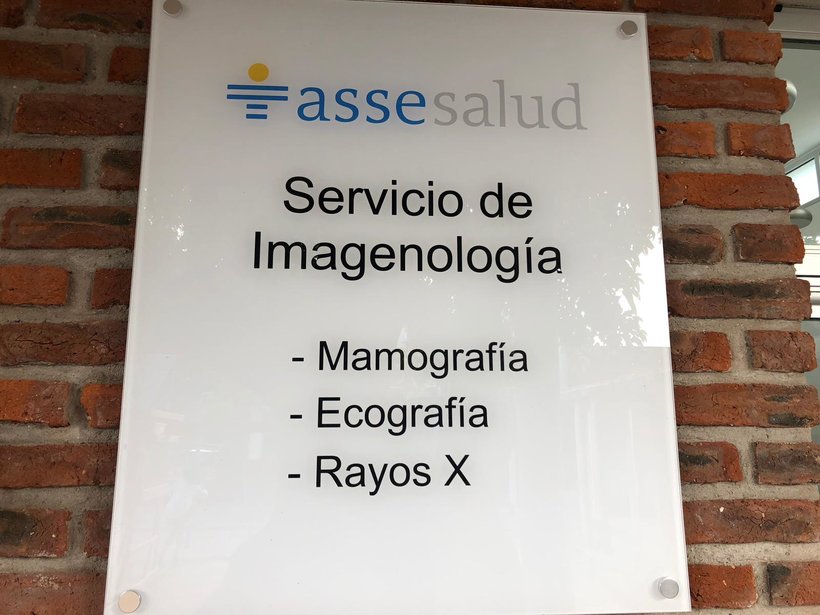 assesalud
Servicio de
Imagenología
- Mamografía
- Ecografía
- Rayos X